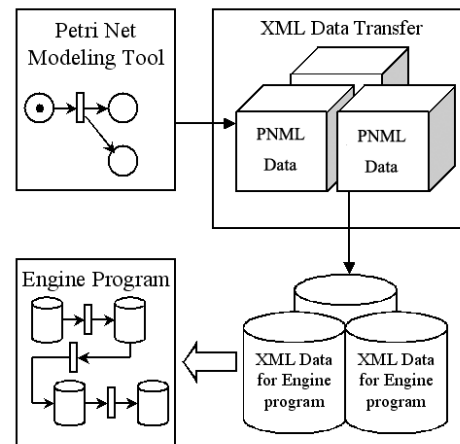 Petri Net
Modeling Tool
XML Data Transfer
PNML
Data
PNML
Data
Engine Program
XML Data
for Engine
program
XML Data
for Engine
program